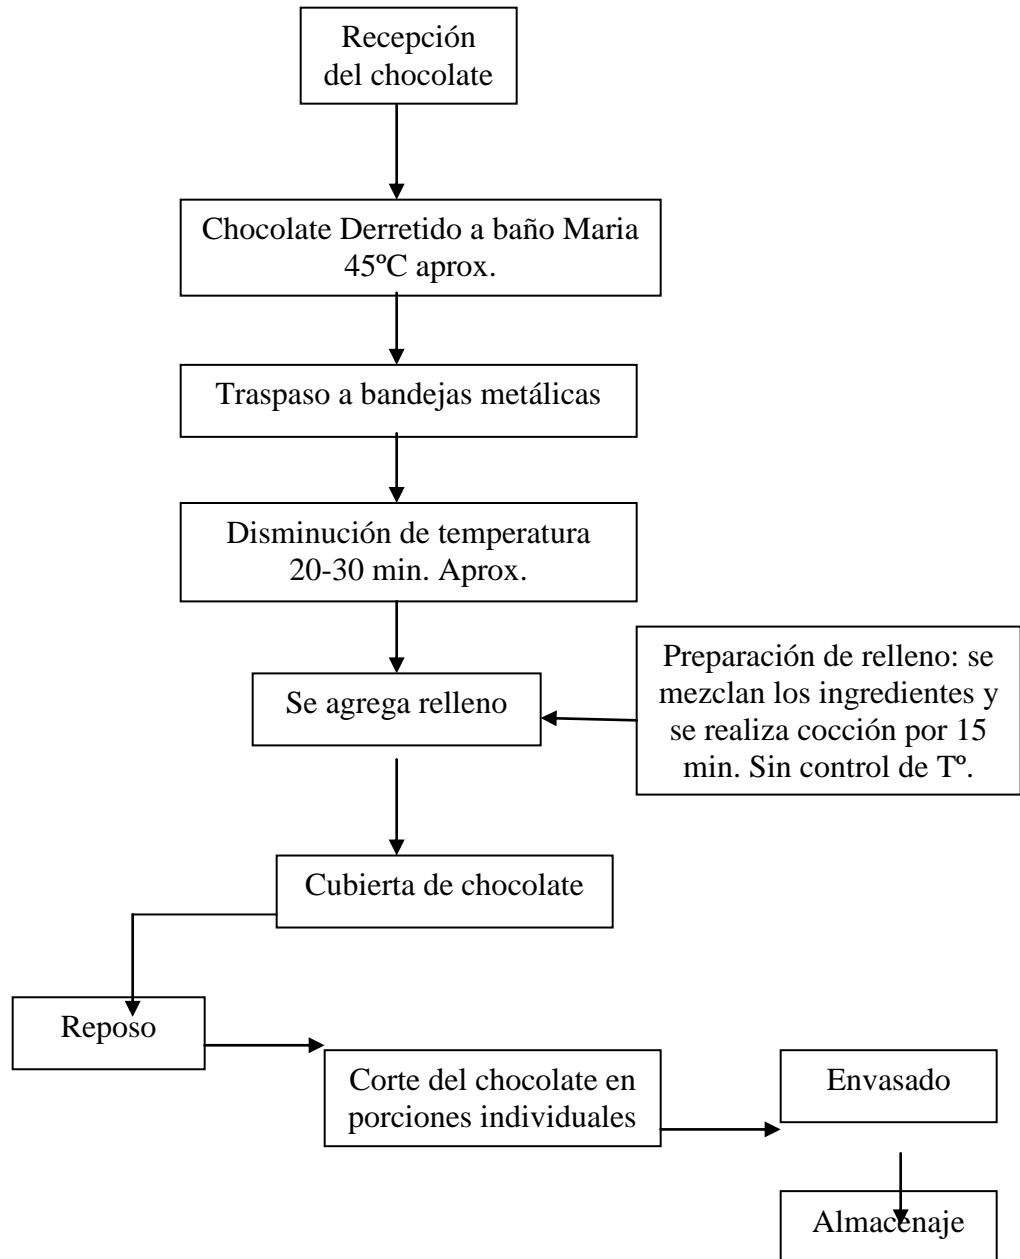 Recepción
del chocolate
Chocolate Derretido a baño Maria
45ºC aprox.
Traspaso a bandejas metálicas
Disminución de temperatura
20-30 min. Aprox.
Se agrega relleno
Preparación de relleno: se
mezclan los ingredientes y
se realiza cocción por 15
min. Sin control de Tº.
Cubierta de chocolate
Reposo
Corte del chocolate en
porciones individuales
Envasado
Almacenaje